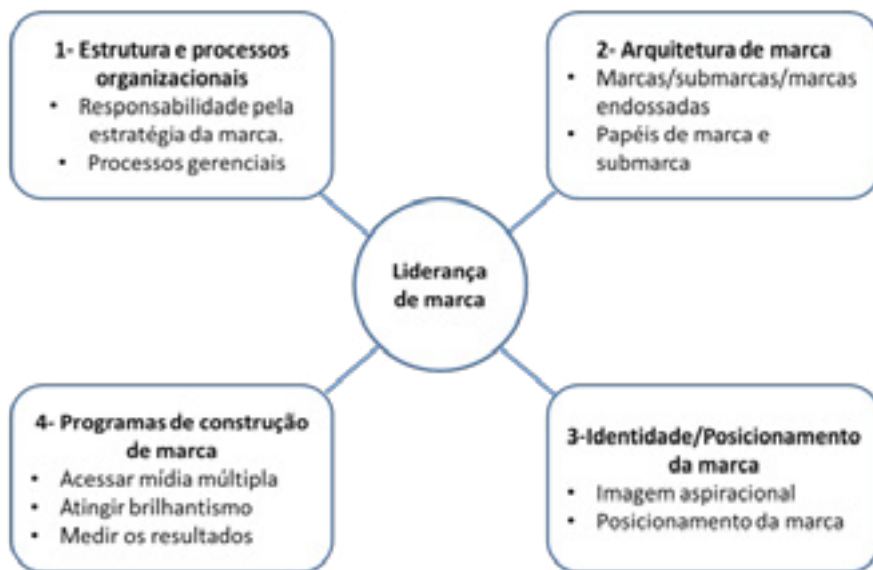 1- Estrutura e processos
organizacionais
• Responsabilidade pela
estratégia da marca.
• Processos gerenciais
2- Arquitetura de marca
• Marcas/submarcas/marcas
endossadas
• Papéis de marca e
submarca
Liderança
de marca
4- Programas de construção
de marca
• Acessar mídia múltipla
• Atingir brilhantismo
• Medir os resultados
3-Identidade/Posicionamento
da marca
• Imagem aspiracional
• Posicionamento da marca